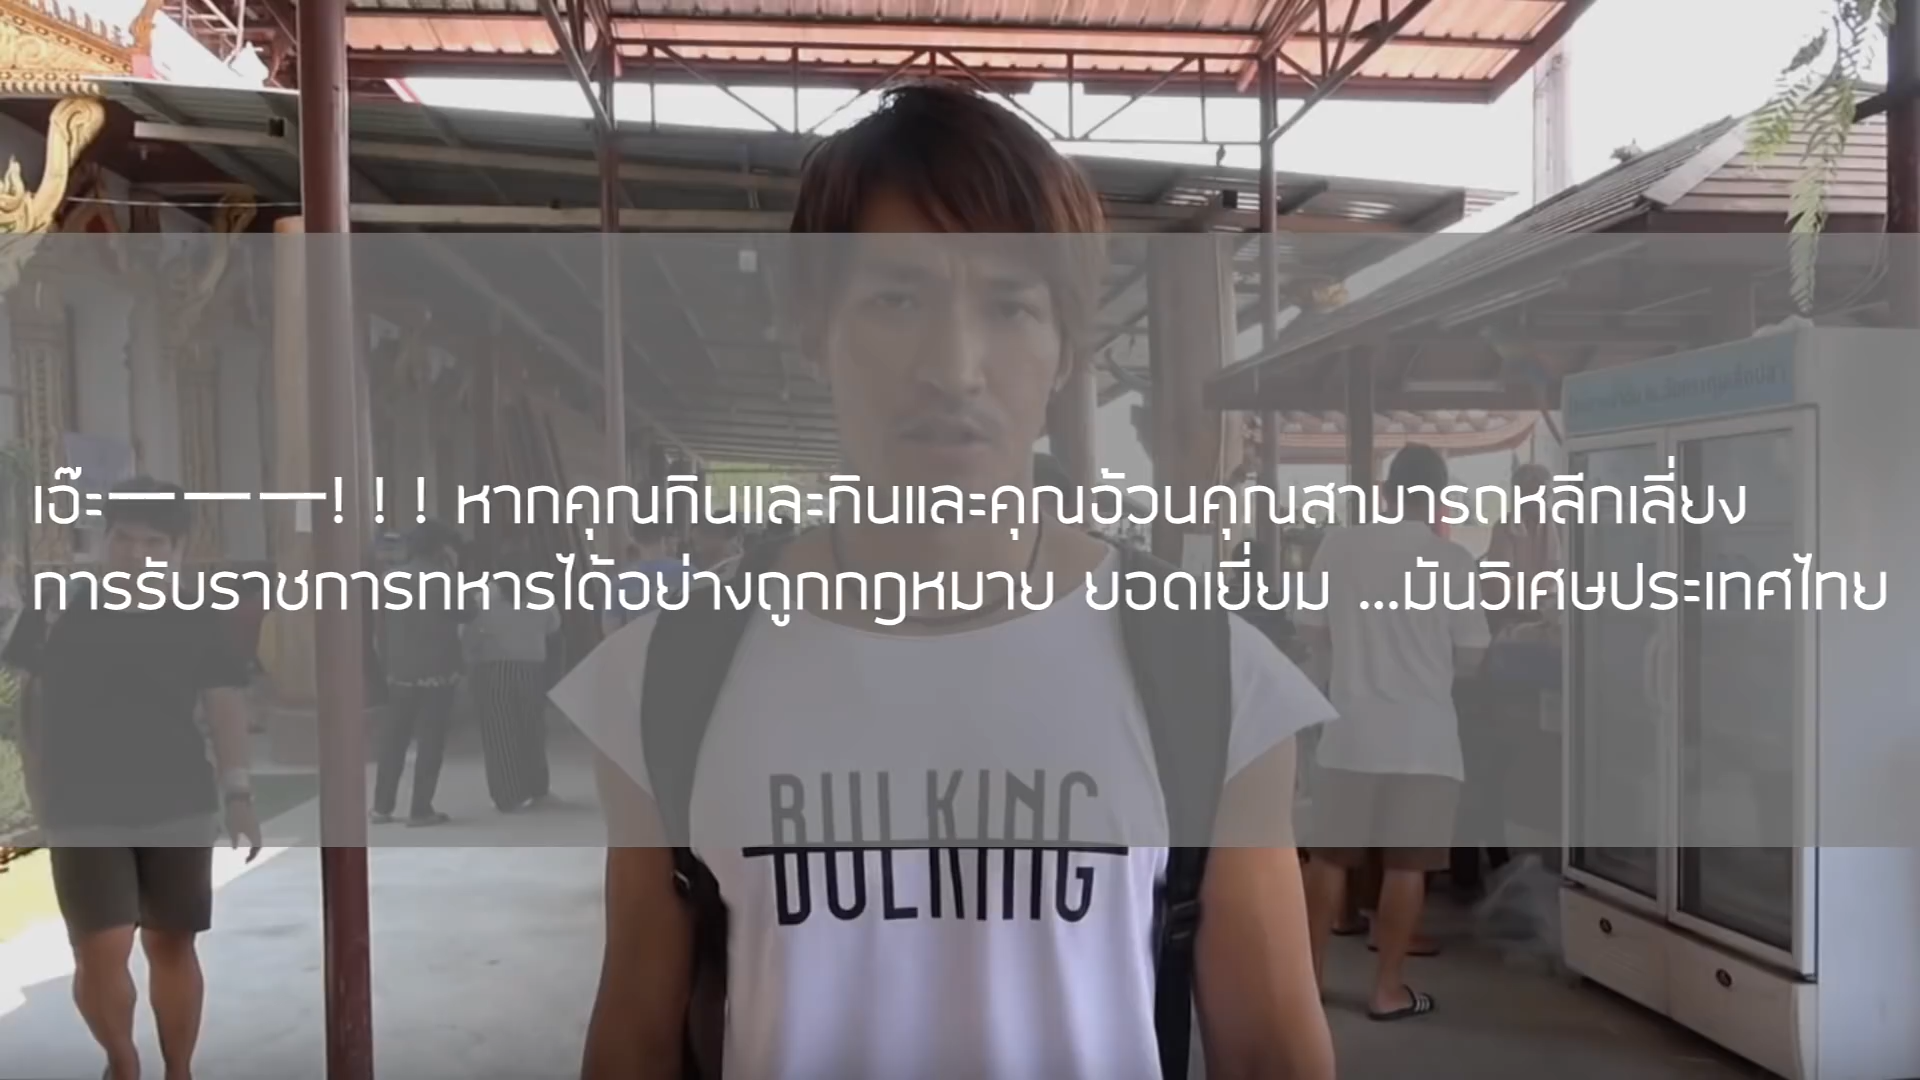 เอ๊ะ一一一! ! ! หากคุณกินและกินและคุณอ้วนคุณสามารถหลีกเลี่ยง
การรับราชการทหารได้อย่างถูกกฎหมาย ยอดเยี่ยม ...มันวิเศษประเทศไทย
BULKING